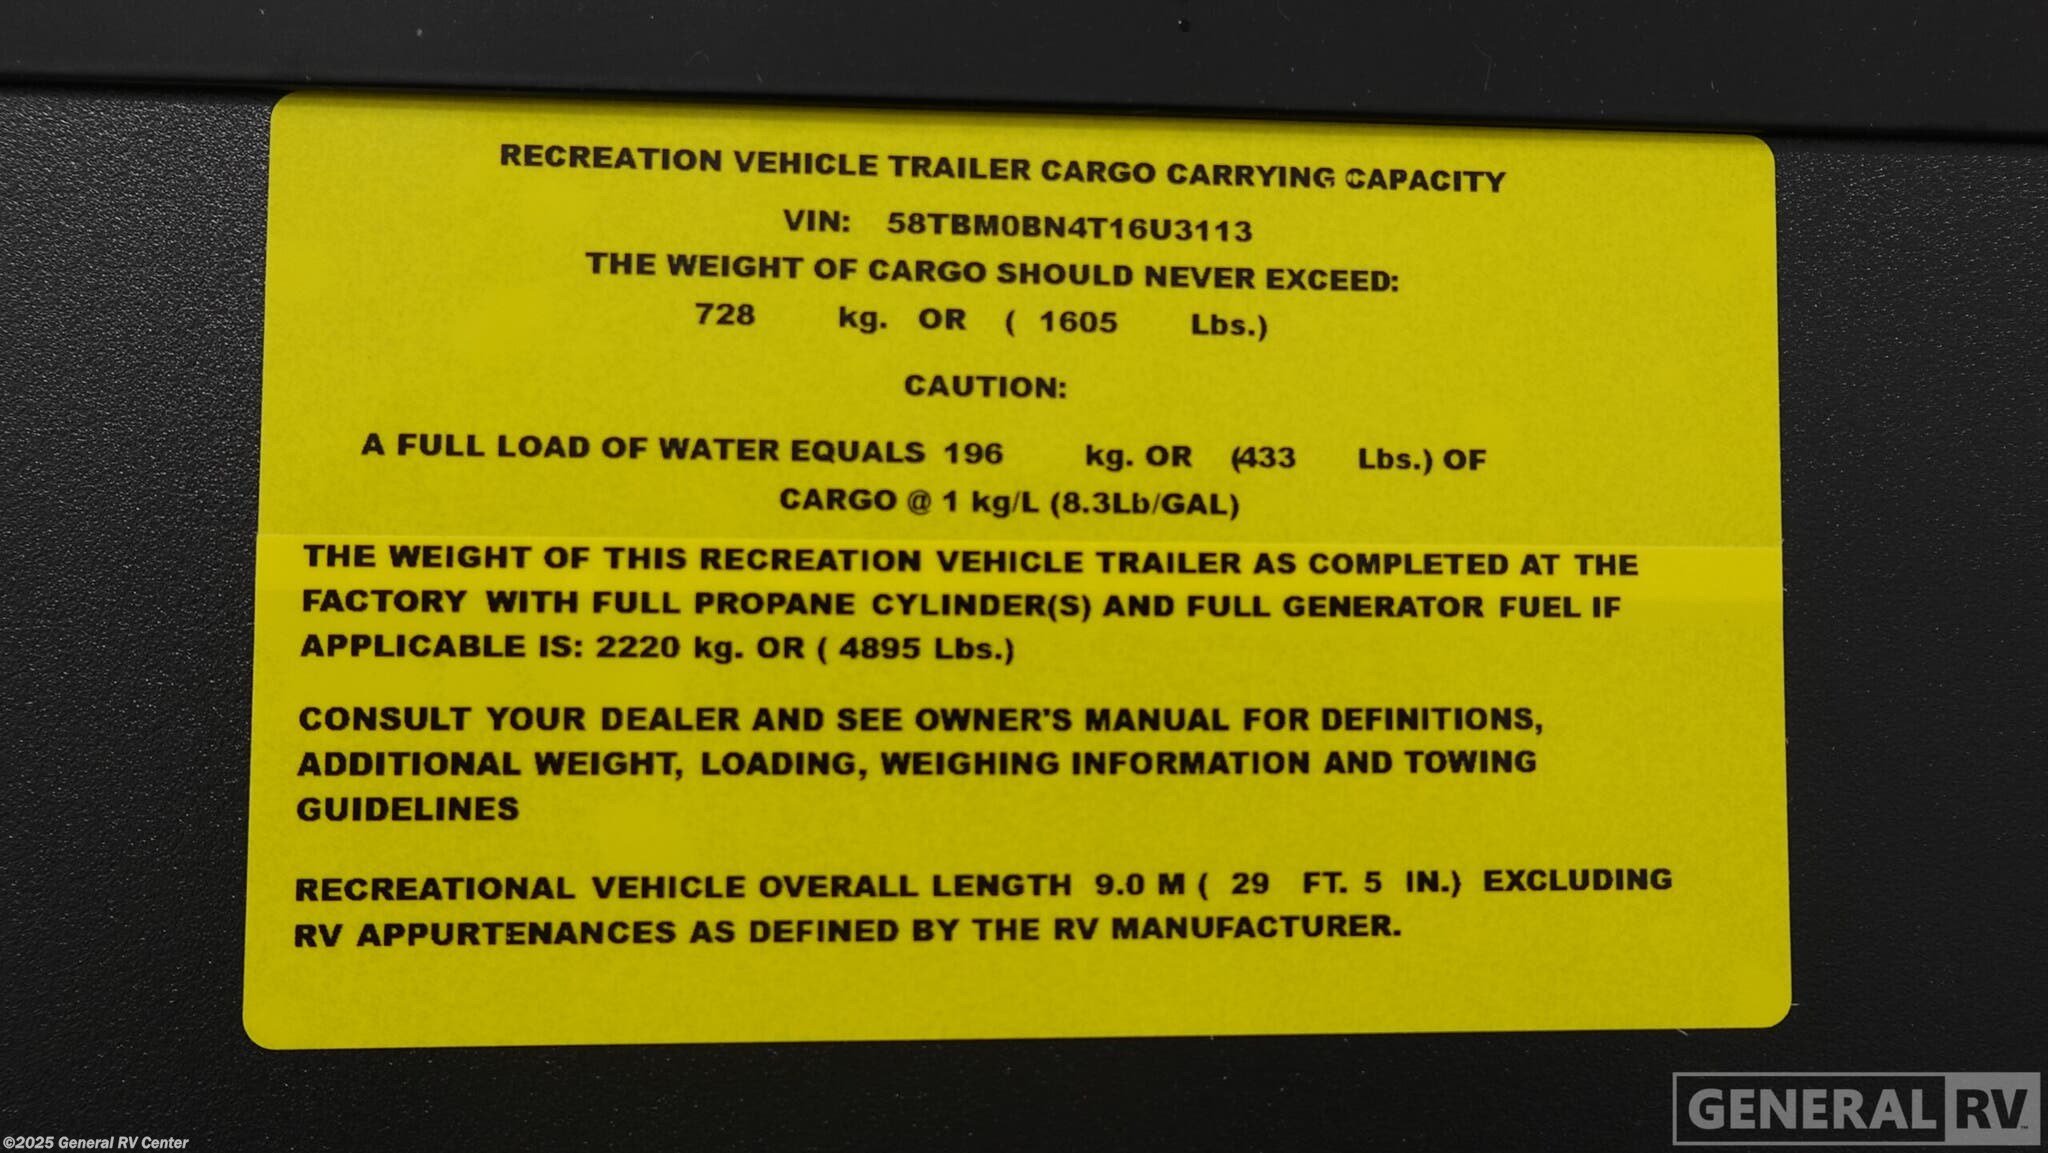 RECREATION VEHICLE TRAILER CARGO CARRYING CAPACITY
VIN: 58TBM0BN4T16U3113
THE WEIGHT OF CARGO SHOULD NEVER EXCEED:
728 kg. OR ( 1605 Lbs.)
CAUTION:
A FULL LOAD OF WATER EQUALS 196 kg. OR (433 Lbs.) OF
CARGO @ 1 kg/L (8.3Lb/GAL)
THE WEIGHT OF THIS RECREATION VEHICLE TRAILER AS COMPLETED AT THE
FACTORY WITH FULL PROPANE CYLINDER(S) AND FULL GENERATOR FUEL IF
APPLICABLE IS: 2220 kg. OR ( 4895 Lbs.)
CONSULT YOUR DEALER AND SEE OWNER'S MANUAL FOR DEFINITIONS,
ADDITIONAL WEIGHT, LOADING, WEIGHING INFORMATION AND TOWING
GUIDELINES
RECREATIONAL VEHICLE OVERALL LENGTH 9.0 M ( 29 FT. 5 IN.) EXCLUDING
RV APPURTENANCES AS DEFINED BY THE RV MANUFACTURER.
GENERAL RV™
©2025 General RV Center